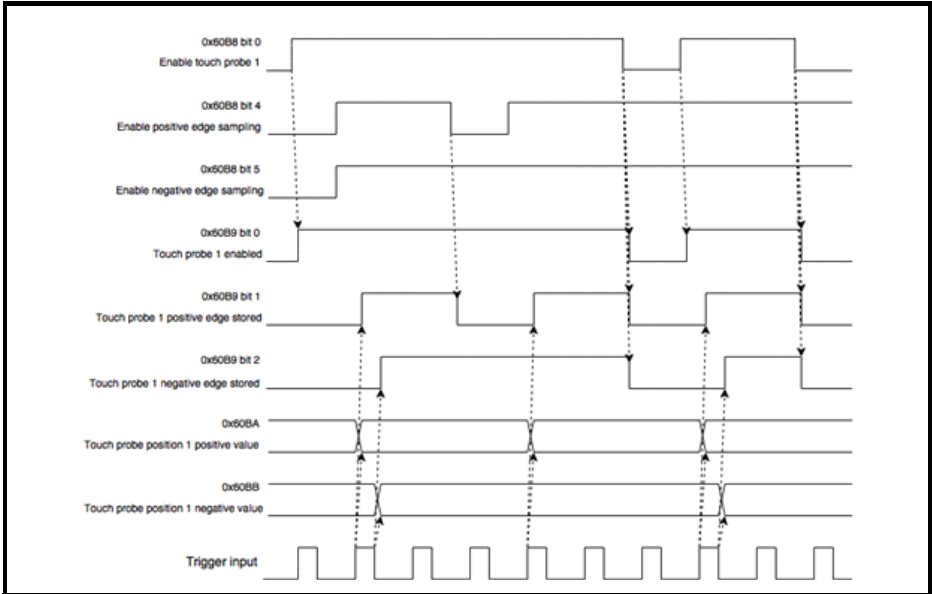 0x60B8 bit 0
Enable touch probe 1
0x60B8 bit 4
Enable positive edge sampling
0x60B8 bit 5
Enable negative edge sampling
0x60B9 bit 0
Touch probe 1 enabled
0x60B9 bit 1
Touch probe 1 positive edge stored
0x60B9 bit 2
Touch probe 1 negative edge stored
0x60BA
Touch probe position 1 positive value
0x60BB
Touch probe position 1 negative value
Trigger input